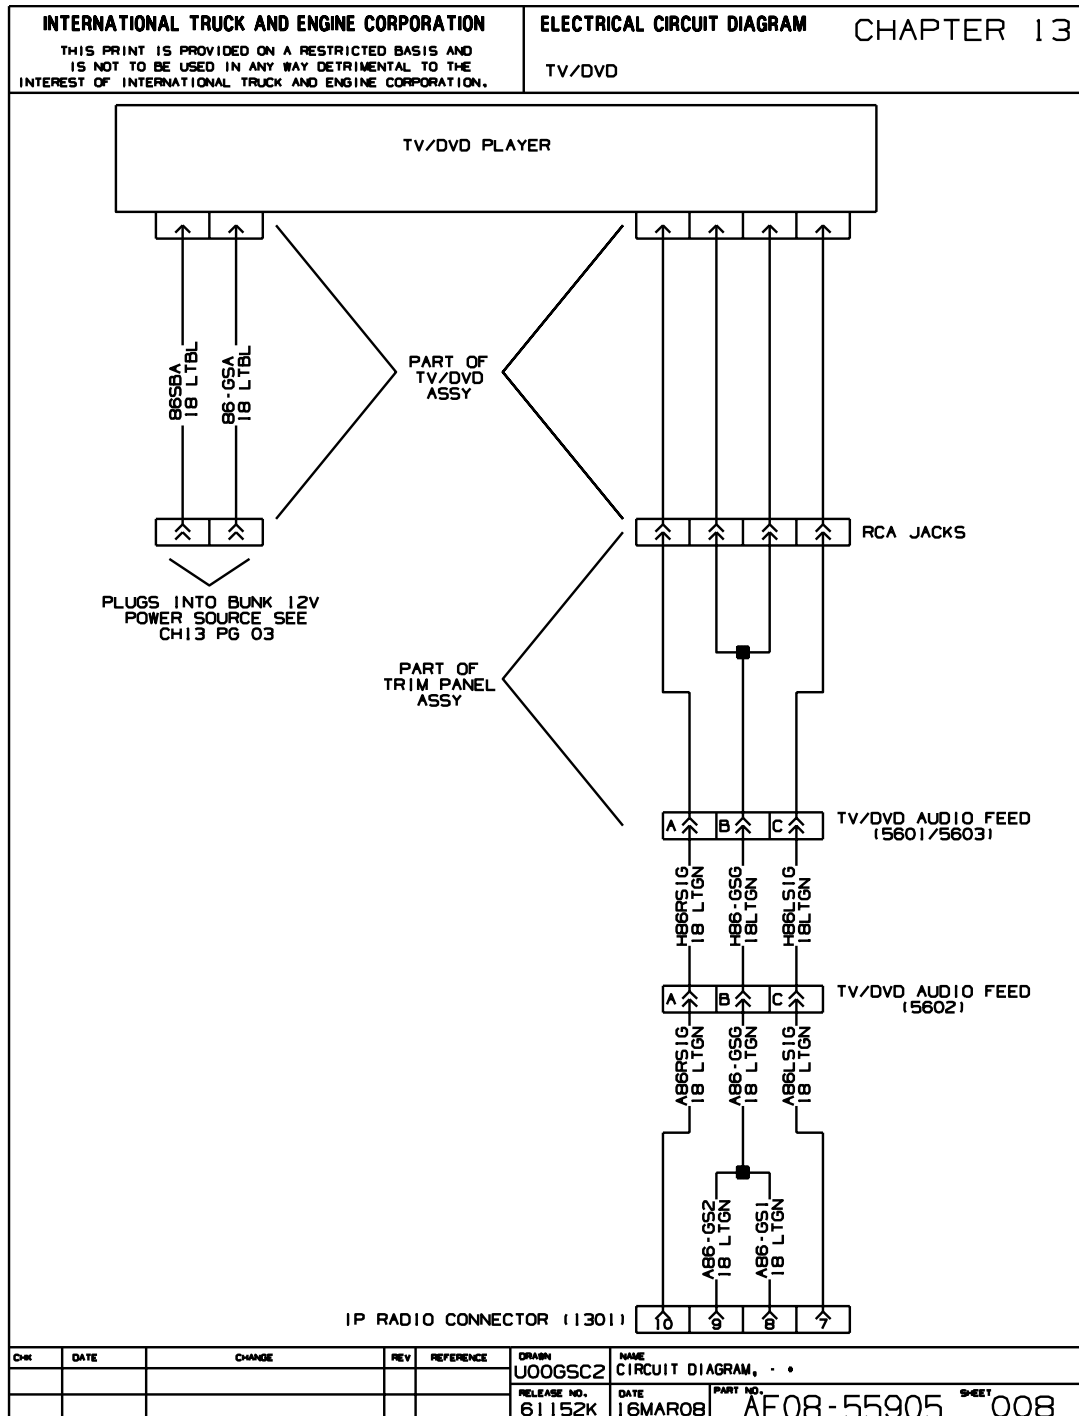 INTERNATIONAL TRUCK AND ENGINE CORPORATION
THIS PRINT IS PROVIDED ON A RESTRICTED BASIS AND
IS NOT TO BE USED IN ANY WAY DETRIMENTAL TO THE
INTEREST OF INTERNATIONAL TRUCK AND ENGINE CORPORATION.
ELECTRICAL CIRCUIT DIAGRAM
CHAPTER 13
TV/DVD
TV/DVD PLAYER
86SBA
18 LTBL
86-GSA
18 LTBL
PART OF
TV/DVD
ASSY
RCA JACKS
PLUGS INTO BUNK 12V
POWER SOURCE SEE
CH13 PG 03
PART OF
TRIM PANEL
ASSY
A B C
TV/DVD AUDIO FEED
(5601/5603)
H86RSIG
18 LTGN
H86-GSG
18LTGN
H86LSIG
18LTGN
A B C
TV/DVD AUDIO FEED
(5602)
A86RSIG
18 LTGN
A86-GSG
18 LTGN
A86LSIG
18 LTGN
A86-GS2
18 LTGN
A86-GS1
18 LTGN
IP RADIO CONNECTOR (1301)
10 9 8 7
CHK DATE CHANGE REV REFERENCE
DRAWN
U00GSC2
NAME
CIRCUIT DIAGRAM, - •
RELEASE NO.
61152K
DATE
16MAR08
PART NO.
AF08-55905
SHEET
008